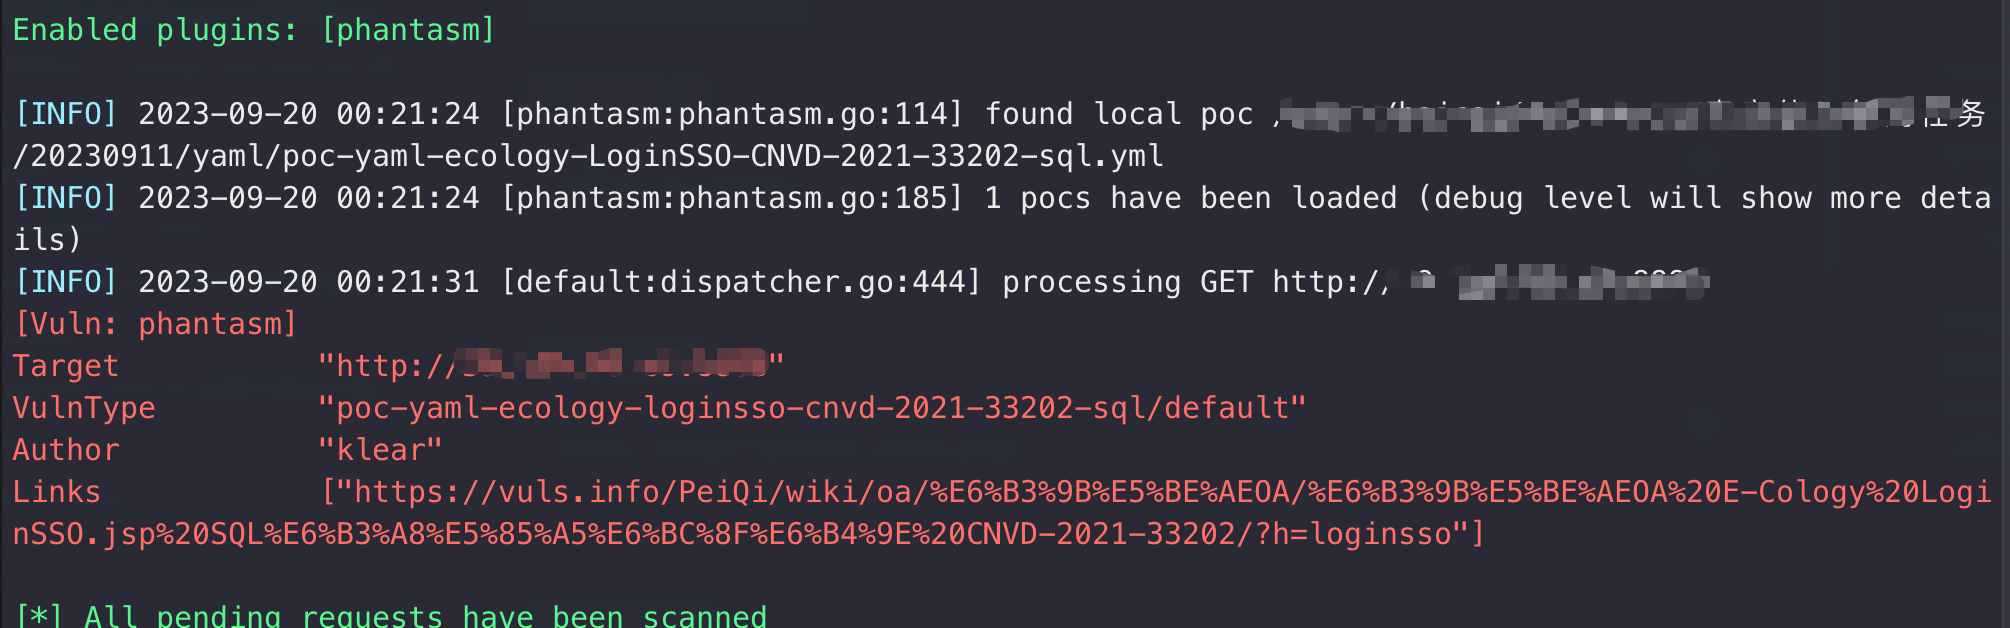 Enabled plugins: [phantasm]
[INFO] 2023-09-20 00:21:24 [phantasm:phantasm.go:114] found local poc / 任务
/20230911/yaml/poc-yaml-ecology-LoginSSO-CNVD-2021-33202-sql.yml
[INFO] 2023-09-20 00:21:24 [phantasm:phantasm.go:185] 1 pocs have been loaded (debug level will show more deta
ils)
[INFO] 2023-09-20 00:21:31 [default:dispatcher.go:444] processing GET http://
[Vuln: phantasm]
Target "http://"
VulnType "poc-yaml-ecology-loginsso-cnvd-2021-33202-sql/default"
Author "klear"
Links ["https://vuls.info/PeiQi/wiki/oa/%E6%B3%9B%E5%BE%AEOA/%E6%B3%9B%E5%BE%AEOA%20E-Cology%20Logi
nSSO.jsp%20SQL%E6%B3%A8%E5%85%A5%E6%BC%8F%E6%B4%9E%20CNVD-2021-33202/?h=loginsso"]
[*] All pending requests have been scanned